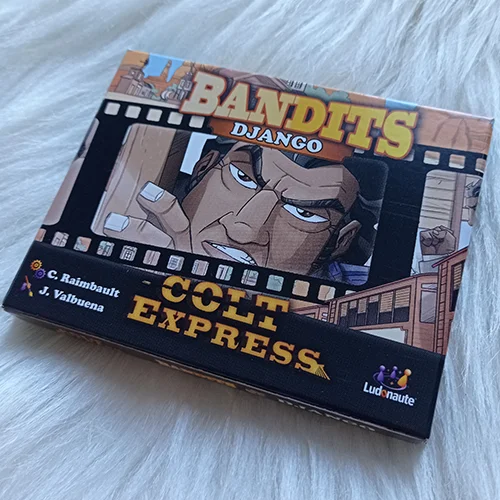 BANDITS
DJANGO
C. Raimbault
J. Valbuena
COLT
EXPRESS
Ludonaute